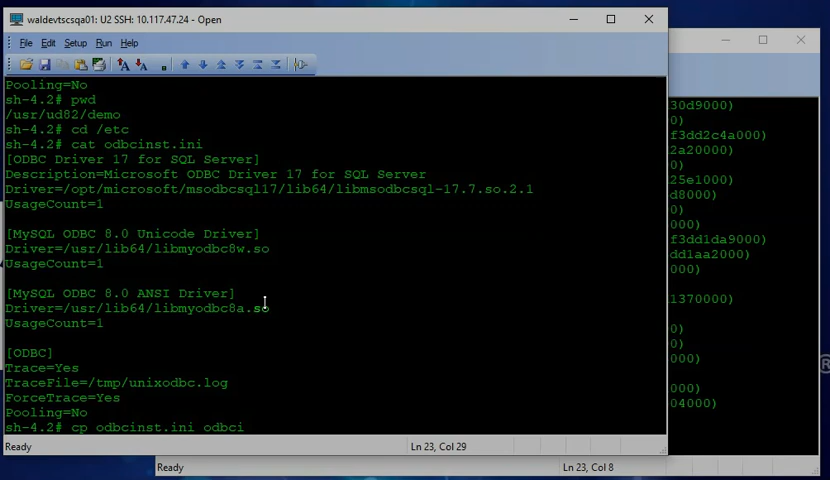 waldevtscsqa01: U2 SSH: 10.117.47.24 - Open
File Edit Setup Run Help
Pooling=No
sh-4.2# pwd
/usr/ud82/demo
sh-4.2# cd /etc
sh-4.2# cat odbcinst.ini
[ODBC Driver 17 for SQL Server]
Description=Microsoft ODBC Driver 17 for SQL Server
Driver=/opt/microsoft/msodbcsql17/lib64/libmsodbcsql-17.7.so.2.1
UsageCount=1
[MySQL ODBC 8.0 Unicode Driver]
Driver=/usr/lib64/libmyodbc8w.so
UsageCount=1
[MySQL ODBC 8.0 ANSI Driver]
Driver=/usr/lib64/libmyodbc8a.so
UsageCount=1
[ODBC]
Trace=Yes
TraceFile=/tmp/unixodbc.log
ForceTrace=Yes
Pooling=No
sh-4.2# cp odbcinst.ini odbci
Ready
Ln 23, Col 29
30d9000)
0)
f3dd2c4a000)
2a20000)
0)
25e1000)
d8000)
0)
f3dd1da9000)
dd1aa2000)
000)
1370000)
0)
000)
000)
04000)
Ready
Ln 23, Col 8
®